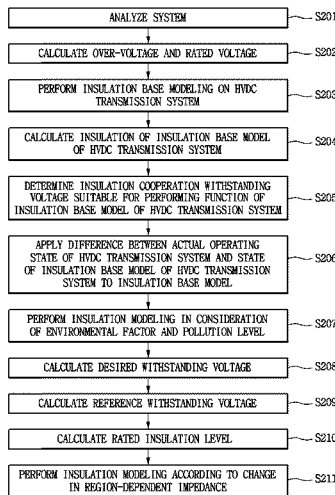 ANALYZE SYSTEM
S201
CALCULATE OVER-VOLTAGE AND RATED VOLTAGE
S202
PERFORM INSULATION BASE MODELING ON HVDC
TRANSMISSION SYSTEM
S203
CALCULATE INSULATION OF INSULATION BASE MODEL
OF HVDC TRANSMISSION SYSTEM
S204
DETERMINE INSULATION COOPERATION WITHSTANDING
VOLTAGE SUITABLE FOR PERFORMING FUNCTION OF
INSULATION BASE MODEL OF HVDC TRANSMISSION SYSTEM
S205
APPLY DIFFERENCE BETWEEN ACTUAL OPERATING
STATE OF HVDC TRANSMISSION SYSTEM AND STATE
OF INSULATION BASE MODEL OF HVDC TRANSMISSION
SYSTEM TO INSULATION BASE MODEL
S206
PERFORM INSULATION MODELING IN CONSIDERATION
OF ENVIRONMENTAL FACTOR AND POLLUTION LEVEL
S207
CALCULATE DESIRED WITHSTANDING VOLTAGE
S208
CALCULATE REFERENCE WITHSTANDING VOLTAGE
S209
CALCULATE RATED INSULATION LEVEL
S210
PERFORM INSULATION MODELING ACCORDING TO CHANGE
IN REGION-DEPENDENT IMPEDANCE
S211